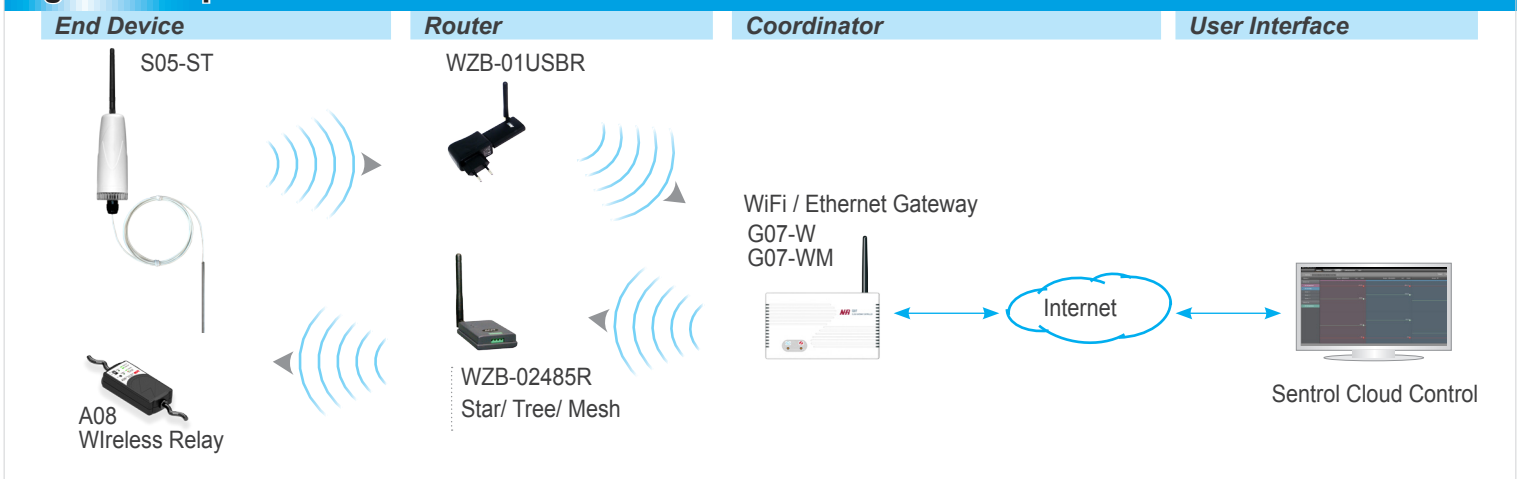 End Device
Router
Coordinator
User Interface
S05-ST
WZB-01USBR
WiFi / Ethernet Gateway
G07-W
G07-WM
Internet
WZB-02485R
Star/ Tree/ Mesh
Sentrol Cloud Control
A08
WIreless Relay